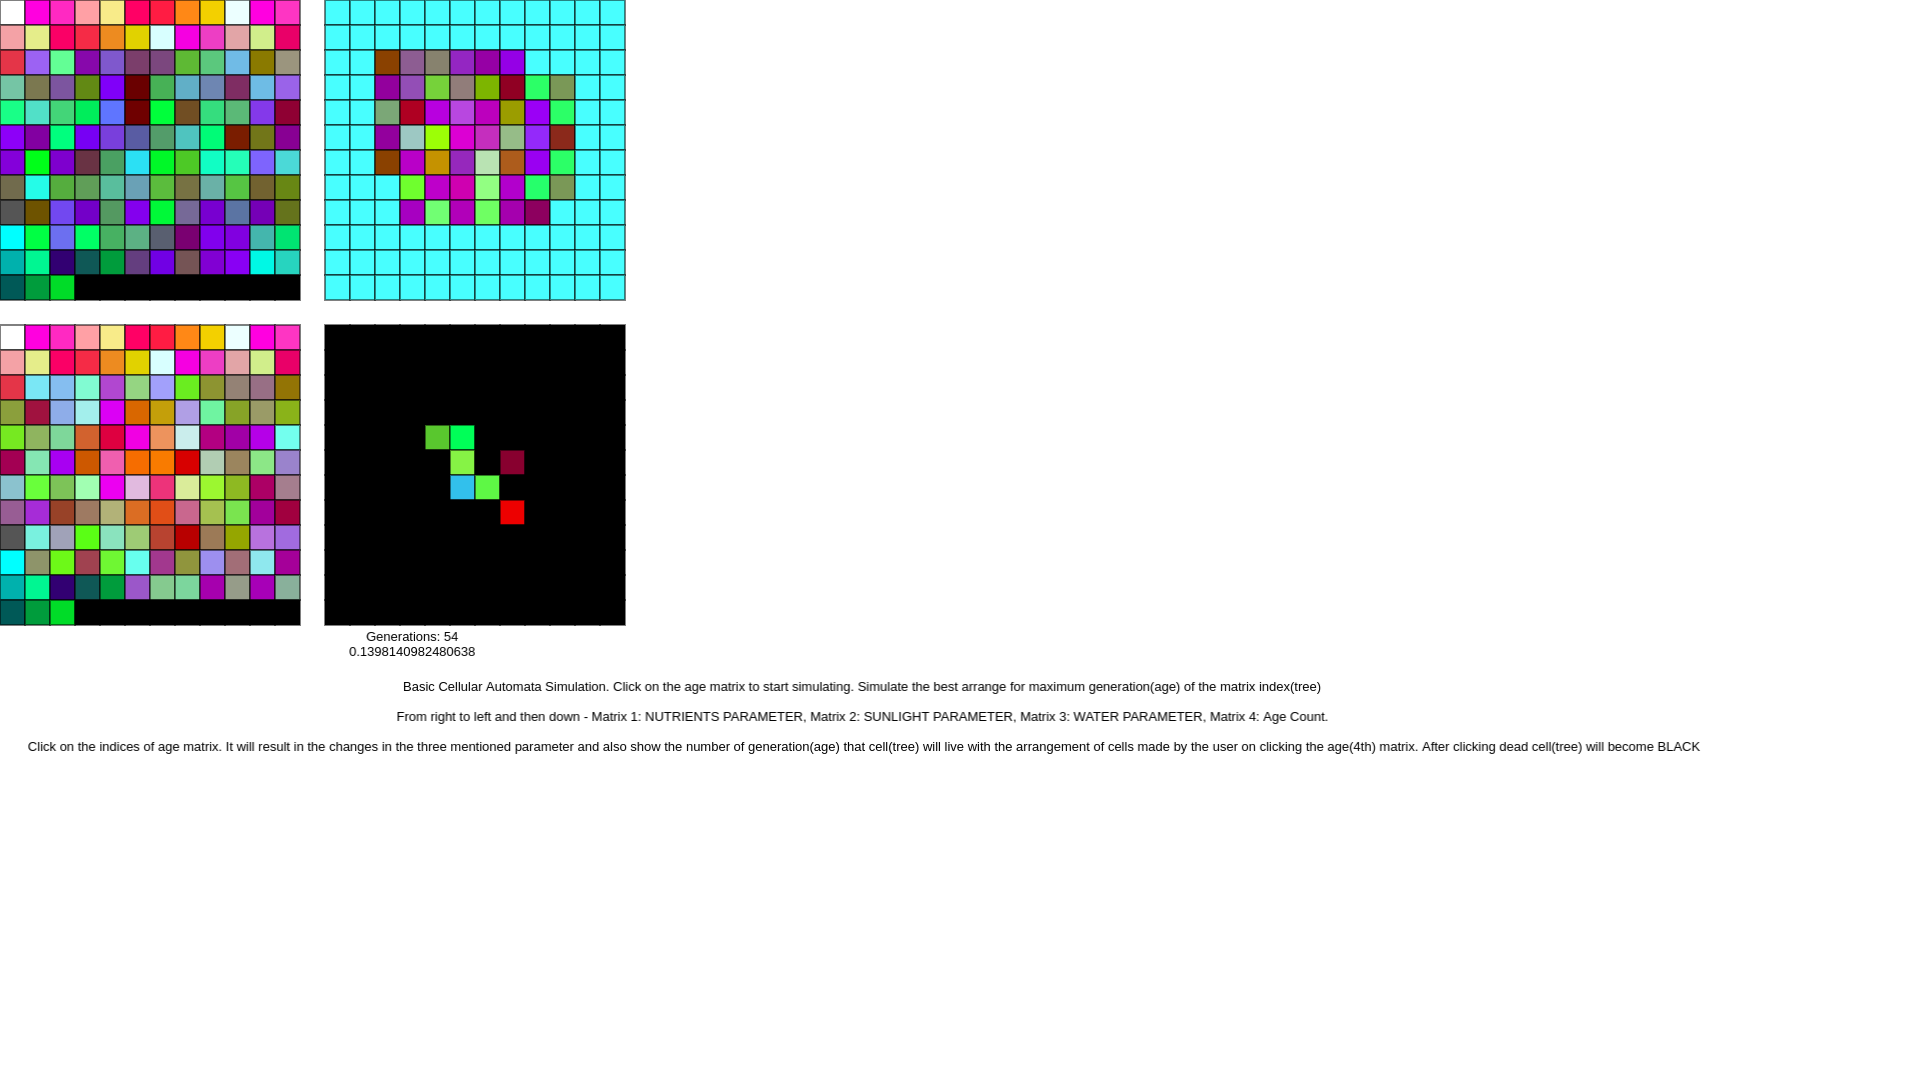 Generations: 54
0.1398140982480638
Basic Cellular Automata Simulation. Click on the age matrix to start simulating. Simulate the best arrange for maximum generation(age) of the matrix index(tree)
From right to left and then down - Matrix 1: NUTRIENTS PARAMETER, Matrix 2: SUNLIGHT PARAMETER, Matrix 3: WATER PARAMETER, Matrix 4: Age Count.
Click on the indices of age matrix. It will result in the changes in the three mentioned parameter and also show the number of generation(age) that cell(tree) will live with the arrangement of cells made by the user on clicking the age(4th) matrix. After clicking dead cell(tree) will become BLACK